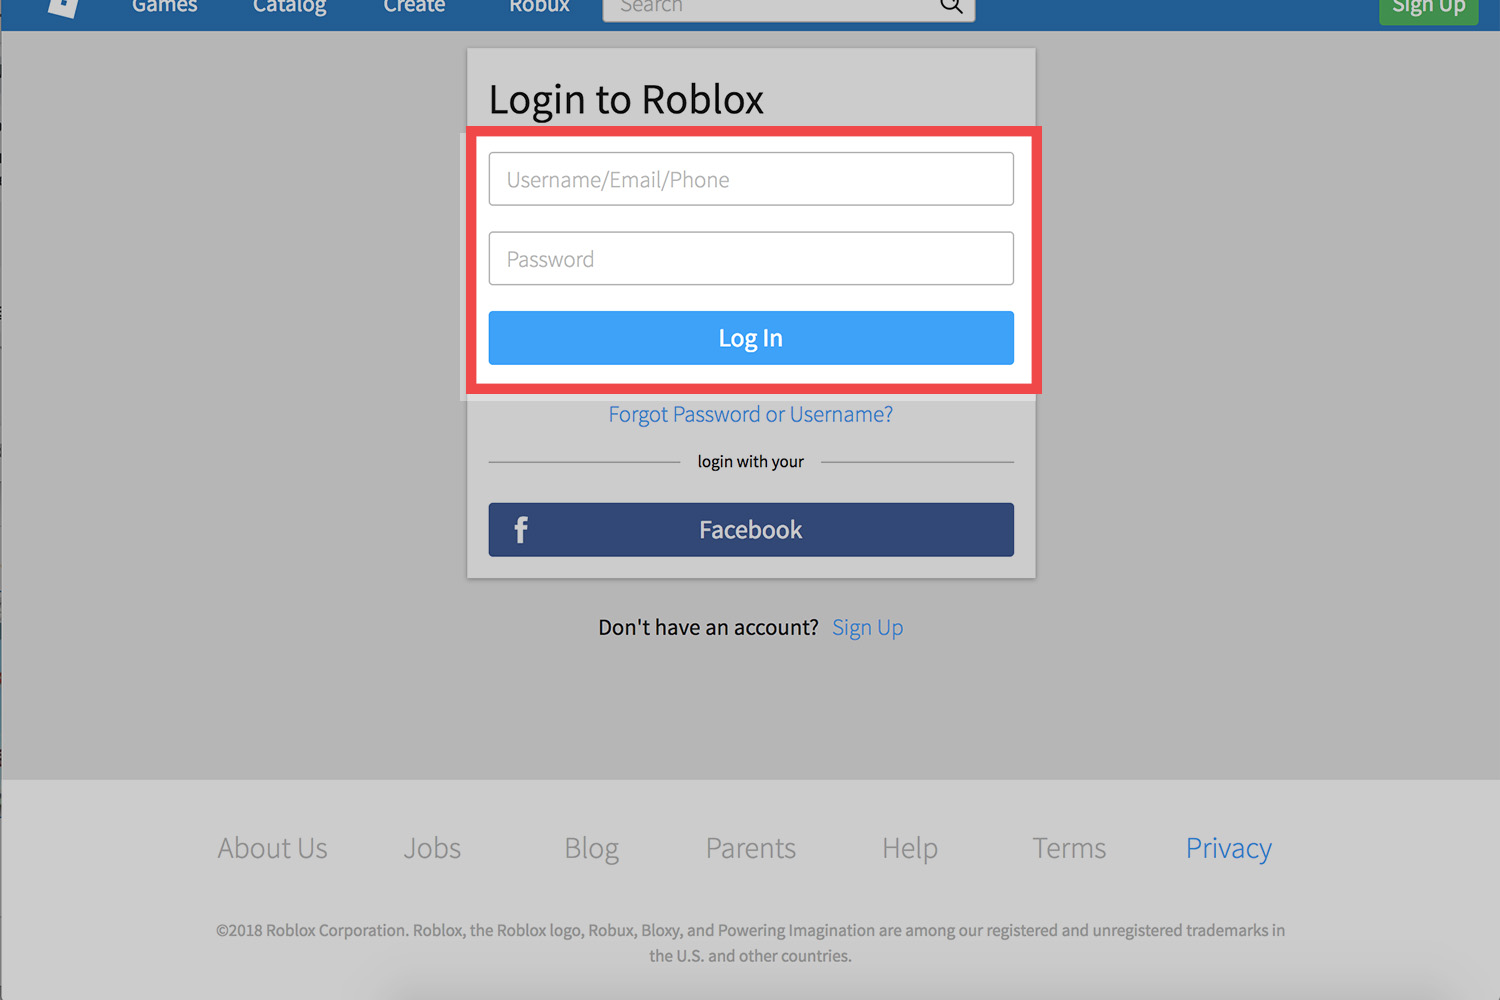 Games Catalog Create Robux Search Sign Up
Login to Roblox
Username/Email/Phone
Password
Log In
Forgot Password or Username?
login with your
f Facebook
Don't have an account? Sign Up
About Us Jobs Blog Parents Help Terms Privacy
©2018 Roblox Corporation. Roblox, the Roblox logo, Robux, Bloxy, and Powering Imagination are among our registered and unregistered trademarks in
the U.S. and other countries.